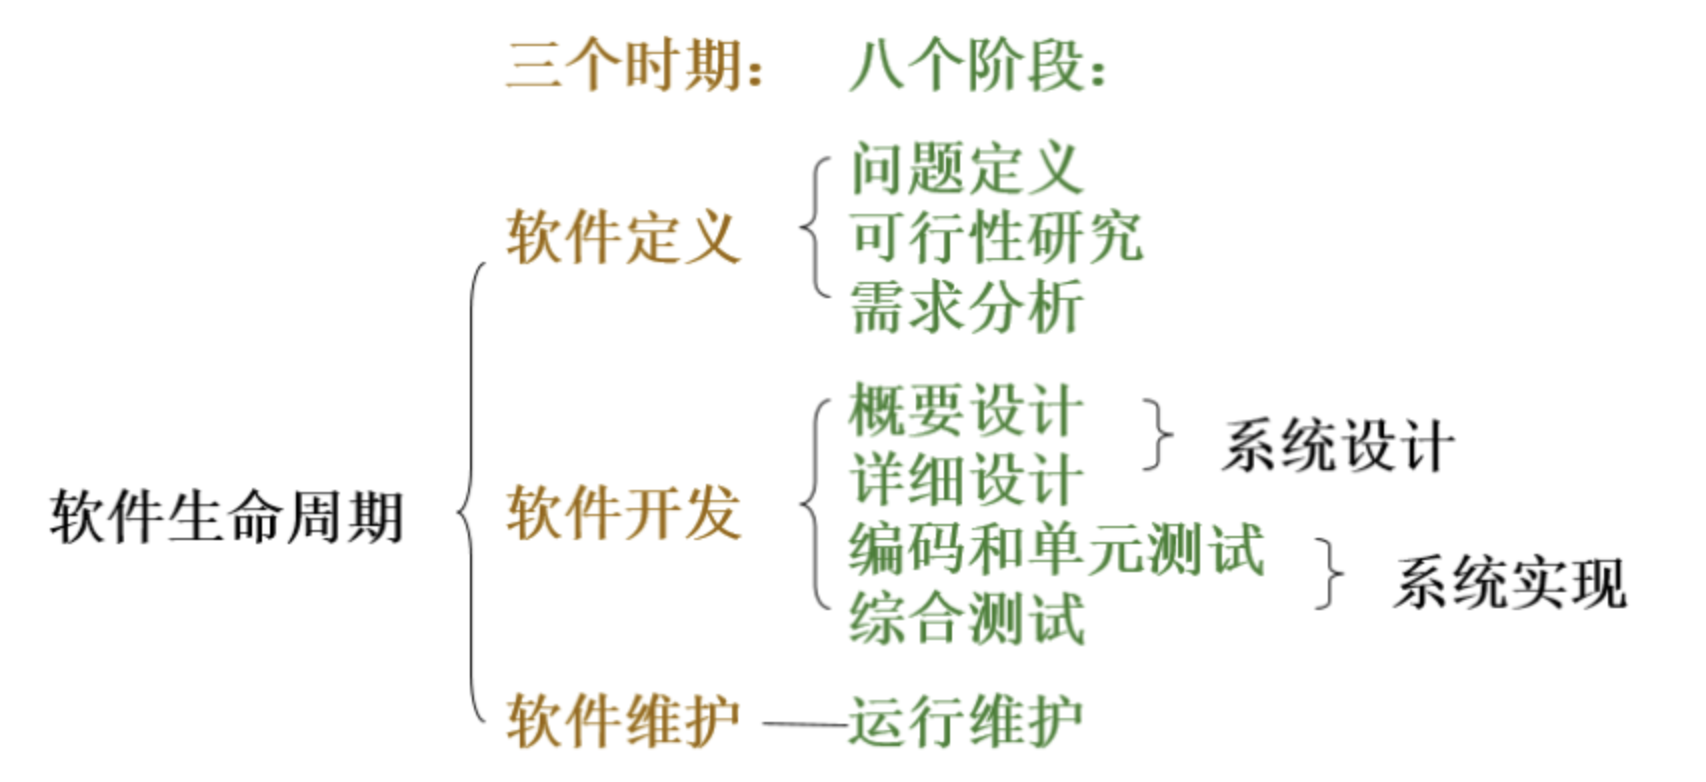 三个时期：
八个阶段：
问题定义
软件定义
可行性研究
需求分析
概要设计
系统设计
详细设计
软件生命周期
软件开发
编码和单元测试
系统实现
综合测试
软件维护
运行维护